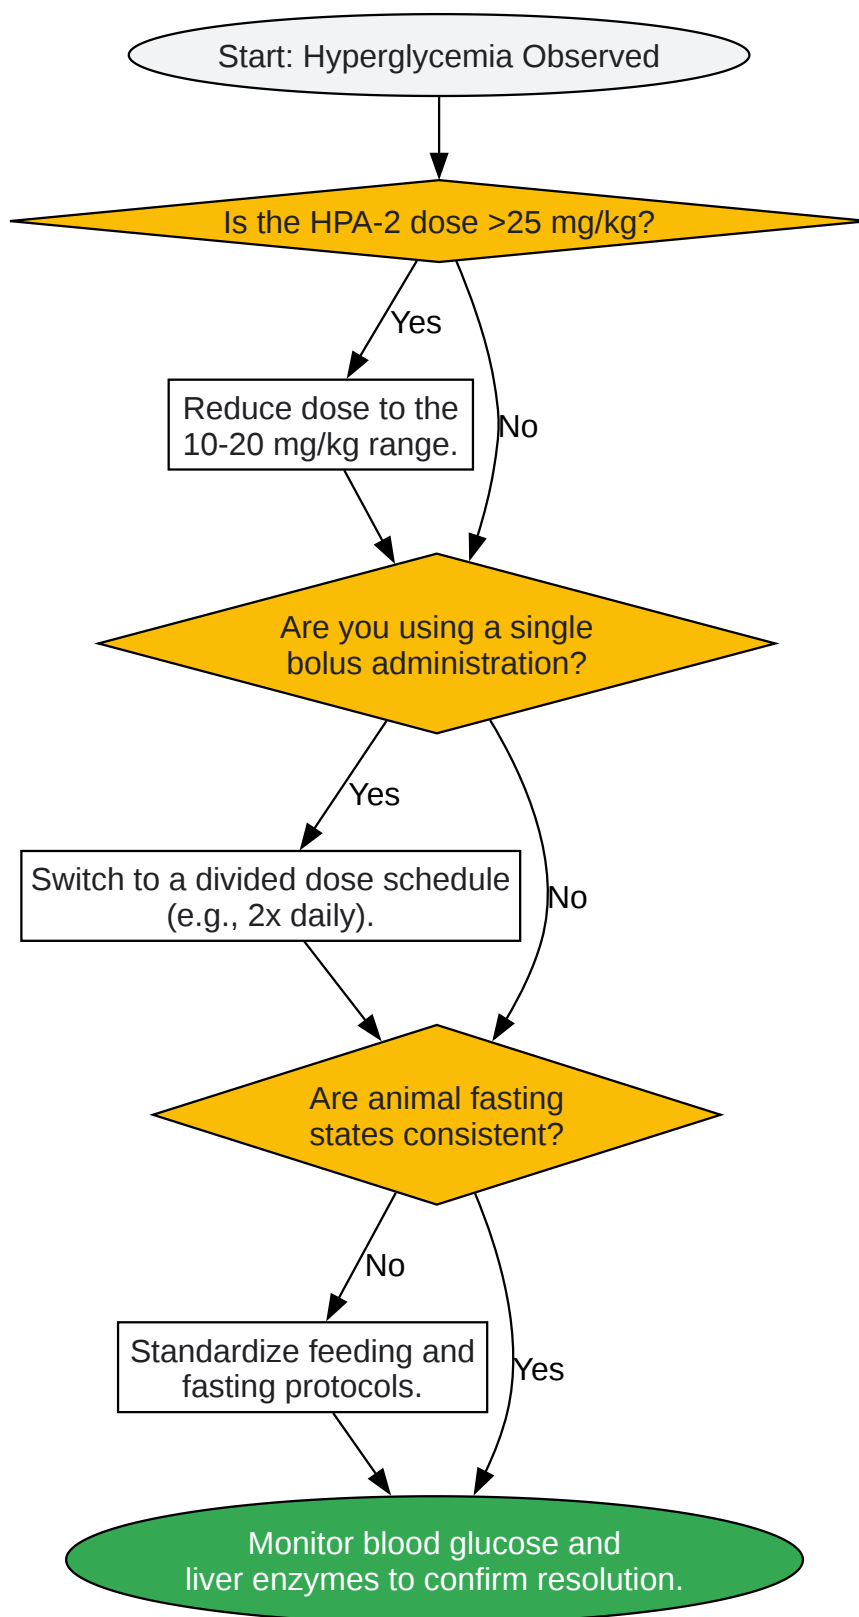 Start: Hyperglycemia Observed
Is the HPA-2 dose >25 mg/kg?
Yes
Reduce dose to the
10-20 mg/kg range.
No
Are you using a single
bolus administration?
Yes
Switch to a divided dose schedule
(e.g., 2x daily).
No
Are animal fasting
states consistent?
No
Standardize feeding and
fasting protocols.
Yes
Monitor blood glucose and
liver enzymes to confirm resolution.